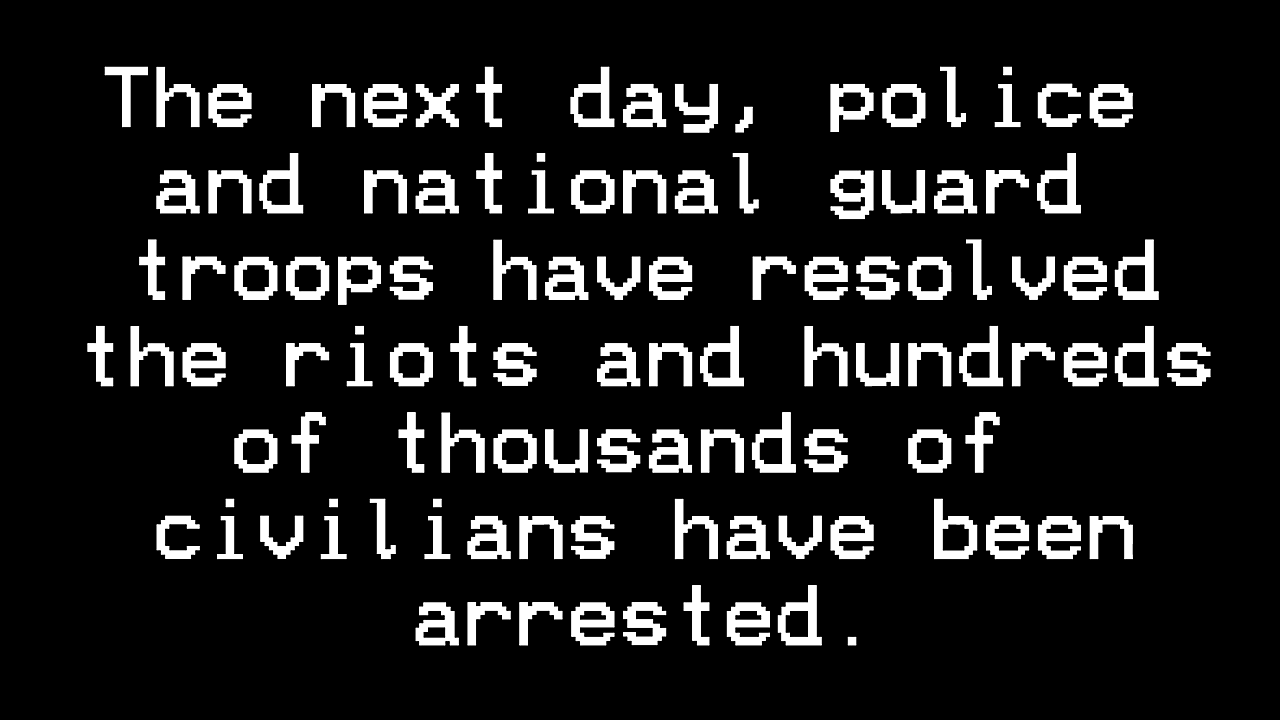 The next day, police
and national guard
troops have resolved
the riots and hundreds
of thousands of
civilians have been
arrested.